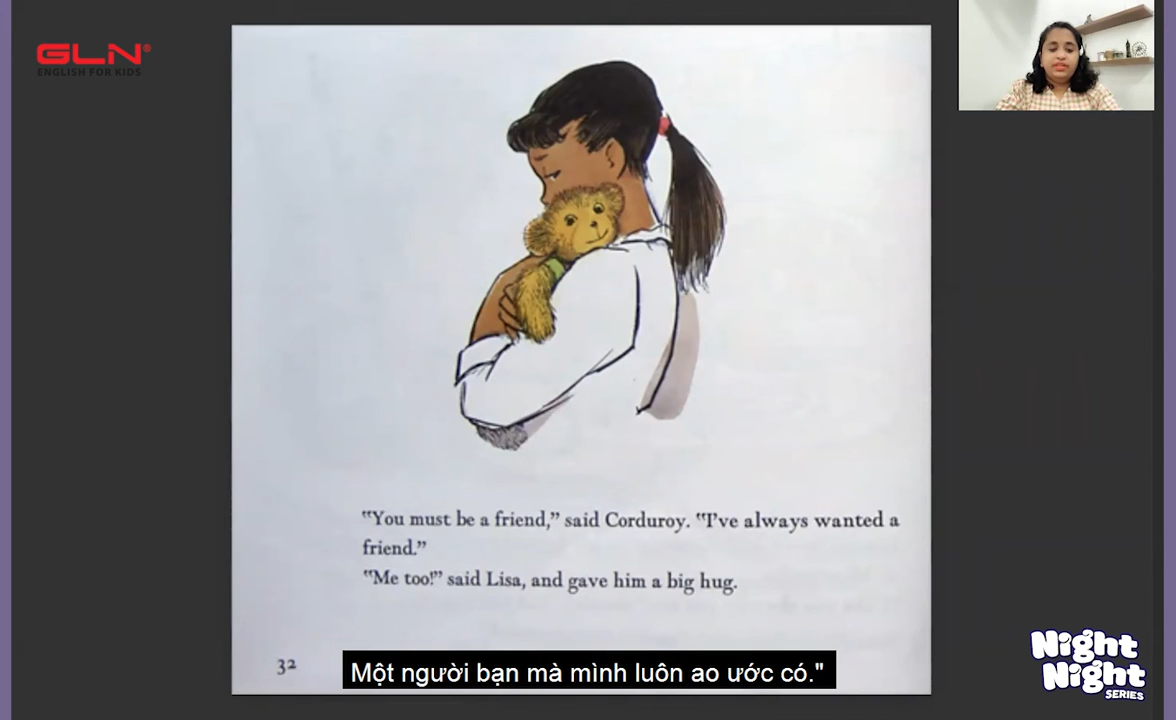 GLN®
ENGLISH FOR KIDS
"You must be a friend," said Corduroy. "I've always wanted a
friend."
"Me too!" said Lisa, and gave him a big hug.
32
Một người bạn mà mình luôn ao ước có."
Night
Night
SERIES